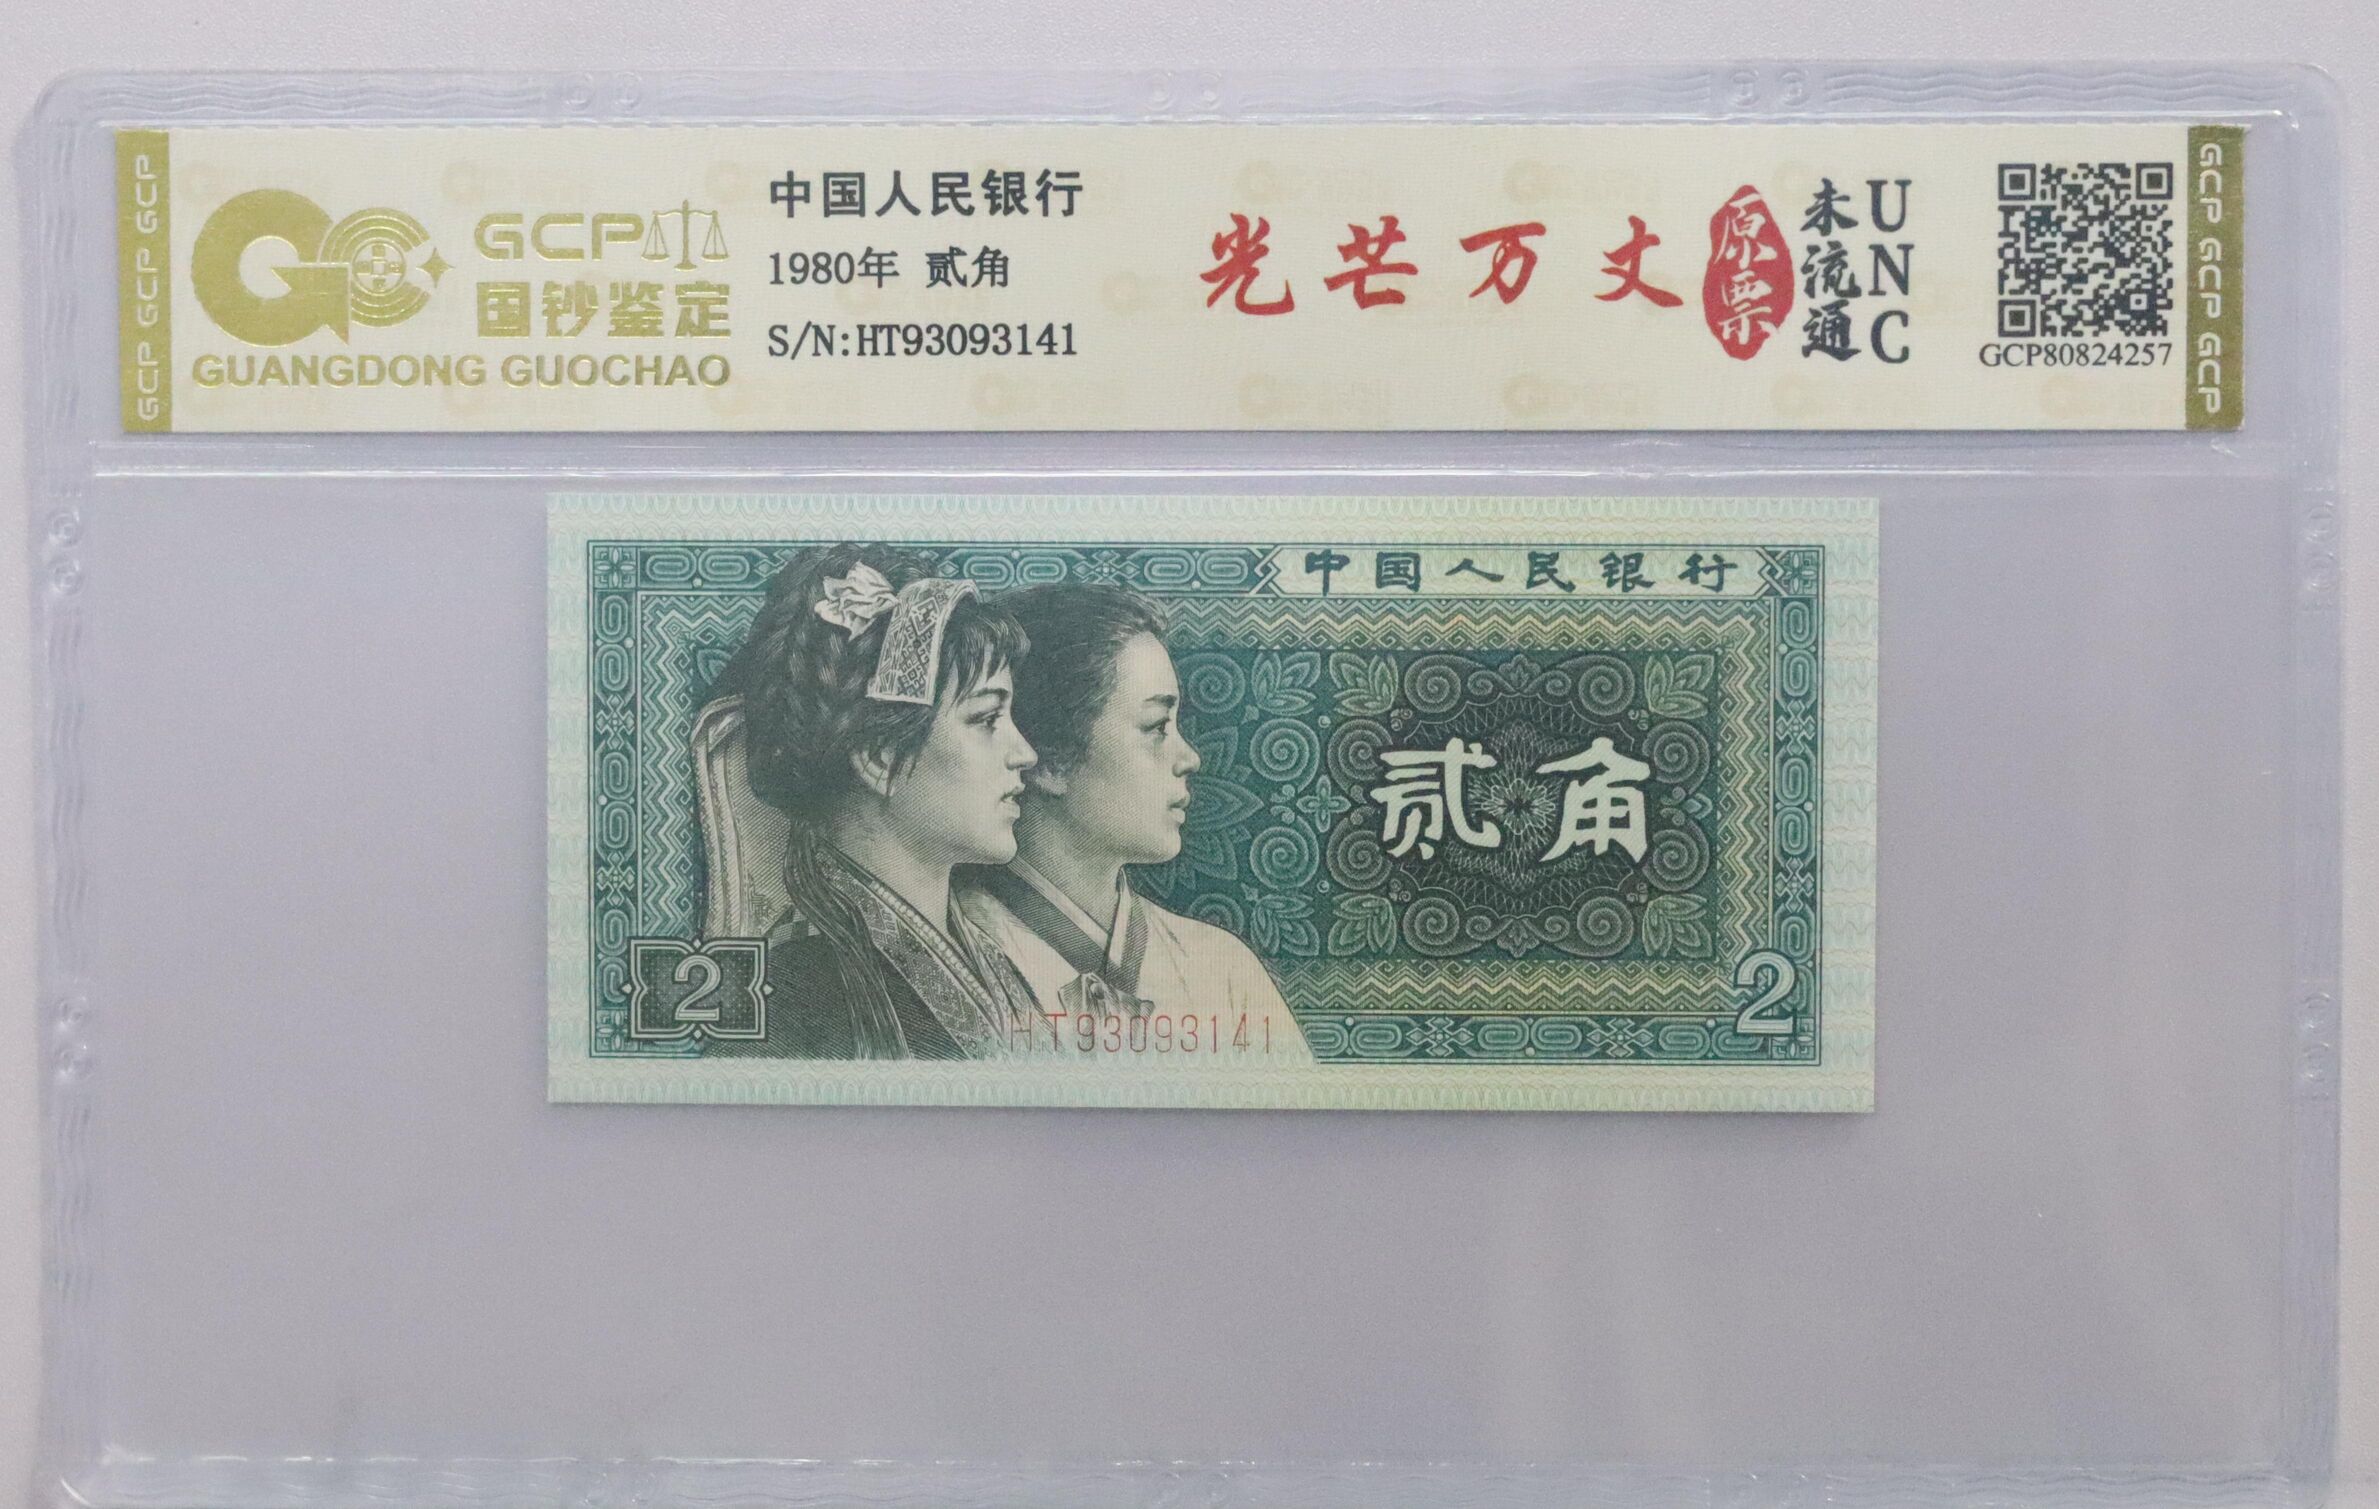 GCP GCP GCP
GCP
国钞鉴定
GUANGDONG GUOCHAO
中国人民银行
1980年 贰角
S/N:HT93093141
光芒万丈
原票
未流通
UNC
GCP80824257
GCP GCP GCP
中国人民银行
贰角
2
HT93093141
2